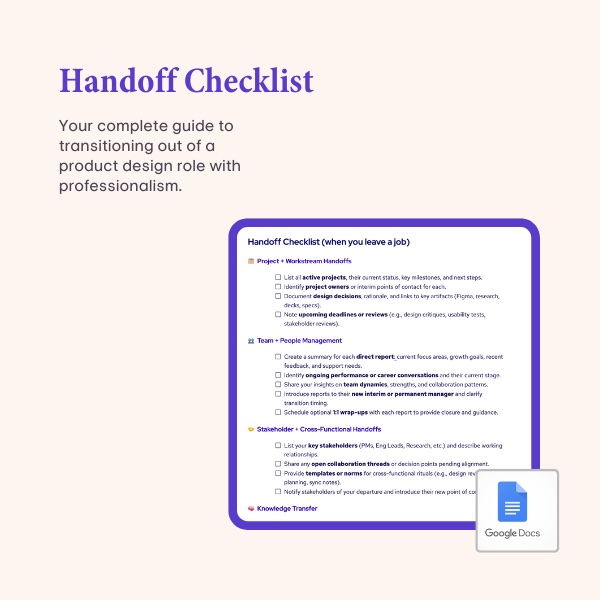 Handoff Checklist
Your complete guide to
transitioning out of a
product design role with
professionalism.
Handoff Checklist (when you leave a job)
Project + Workstream Handoffs
List all active projects, their current status, key milestones, and next steps.
Identify project owners or interim points of contact for each.
Document design decisions, rationale, and links to key artifacts (Figma, research,
decks, specs).
Note upcoming deadlines or reviews (e.g., design critiques, usability tests,
stakeholder reviews).
Team + People Management
Create a summary for each direct report: current focus areas, growth goals, recent
feedback, and support needs.
Identify ongoing performance or career conversations and their current stage.
Share your insights on team dynamics, strengths, and collaboration patterns.
Introduce reports to their new interim or permanent manager and clarify
transition timing.
Schedule optional 1:1 wrap-ups with each report to provide closure and guidance.
Stakeholder + Cross-Functional Handoffs
List your key stakeholders (PMs, Eng Leads, Research, etc.) and describe working
relationships.
Share any open collaboration threads or decision points pending alignment.
Provide templates or norms for cross-functional rituals (e.g., design
planning, sync notes).
Notify stakeholders of your departure and introduce their new point of
Knowledge Transfer
Google Docs